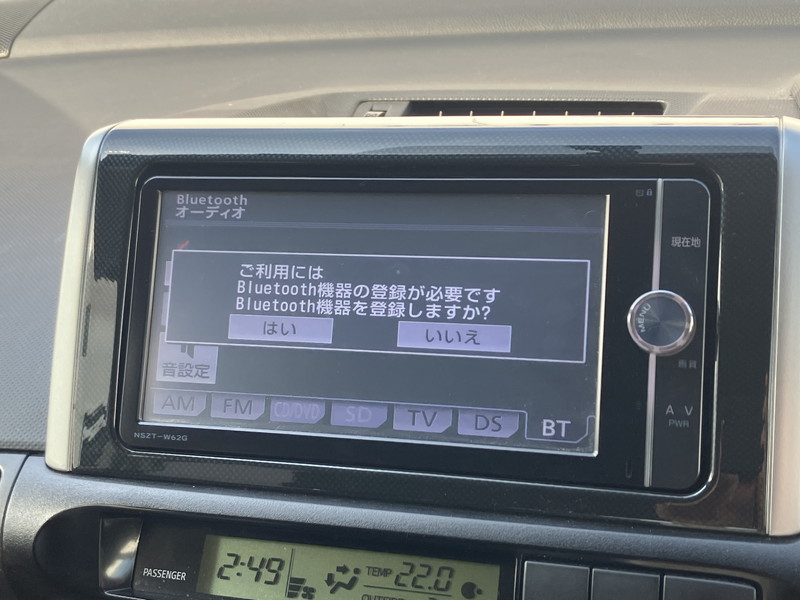 Bluetooth
オーディオ
現在地
ご利用には
Bluetooth機器の登録が必要です
Bluetooth機器を登録しますか?
はい いいえ
MENU
画質
音設定
AM FM CD/DVD SD TV DS BT
NSZT-W62G
∧ ∨
PWR
PASSENGER
2:49
TEMP 22.0